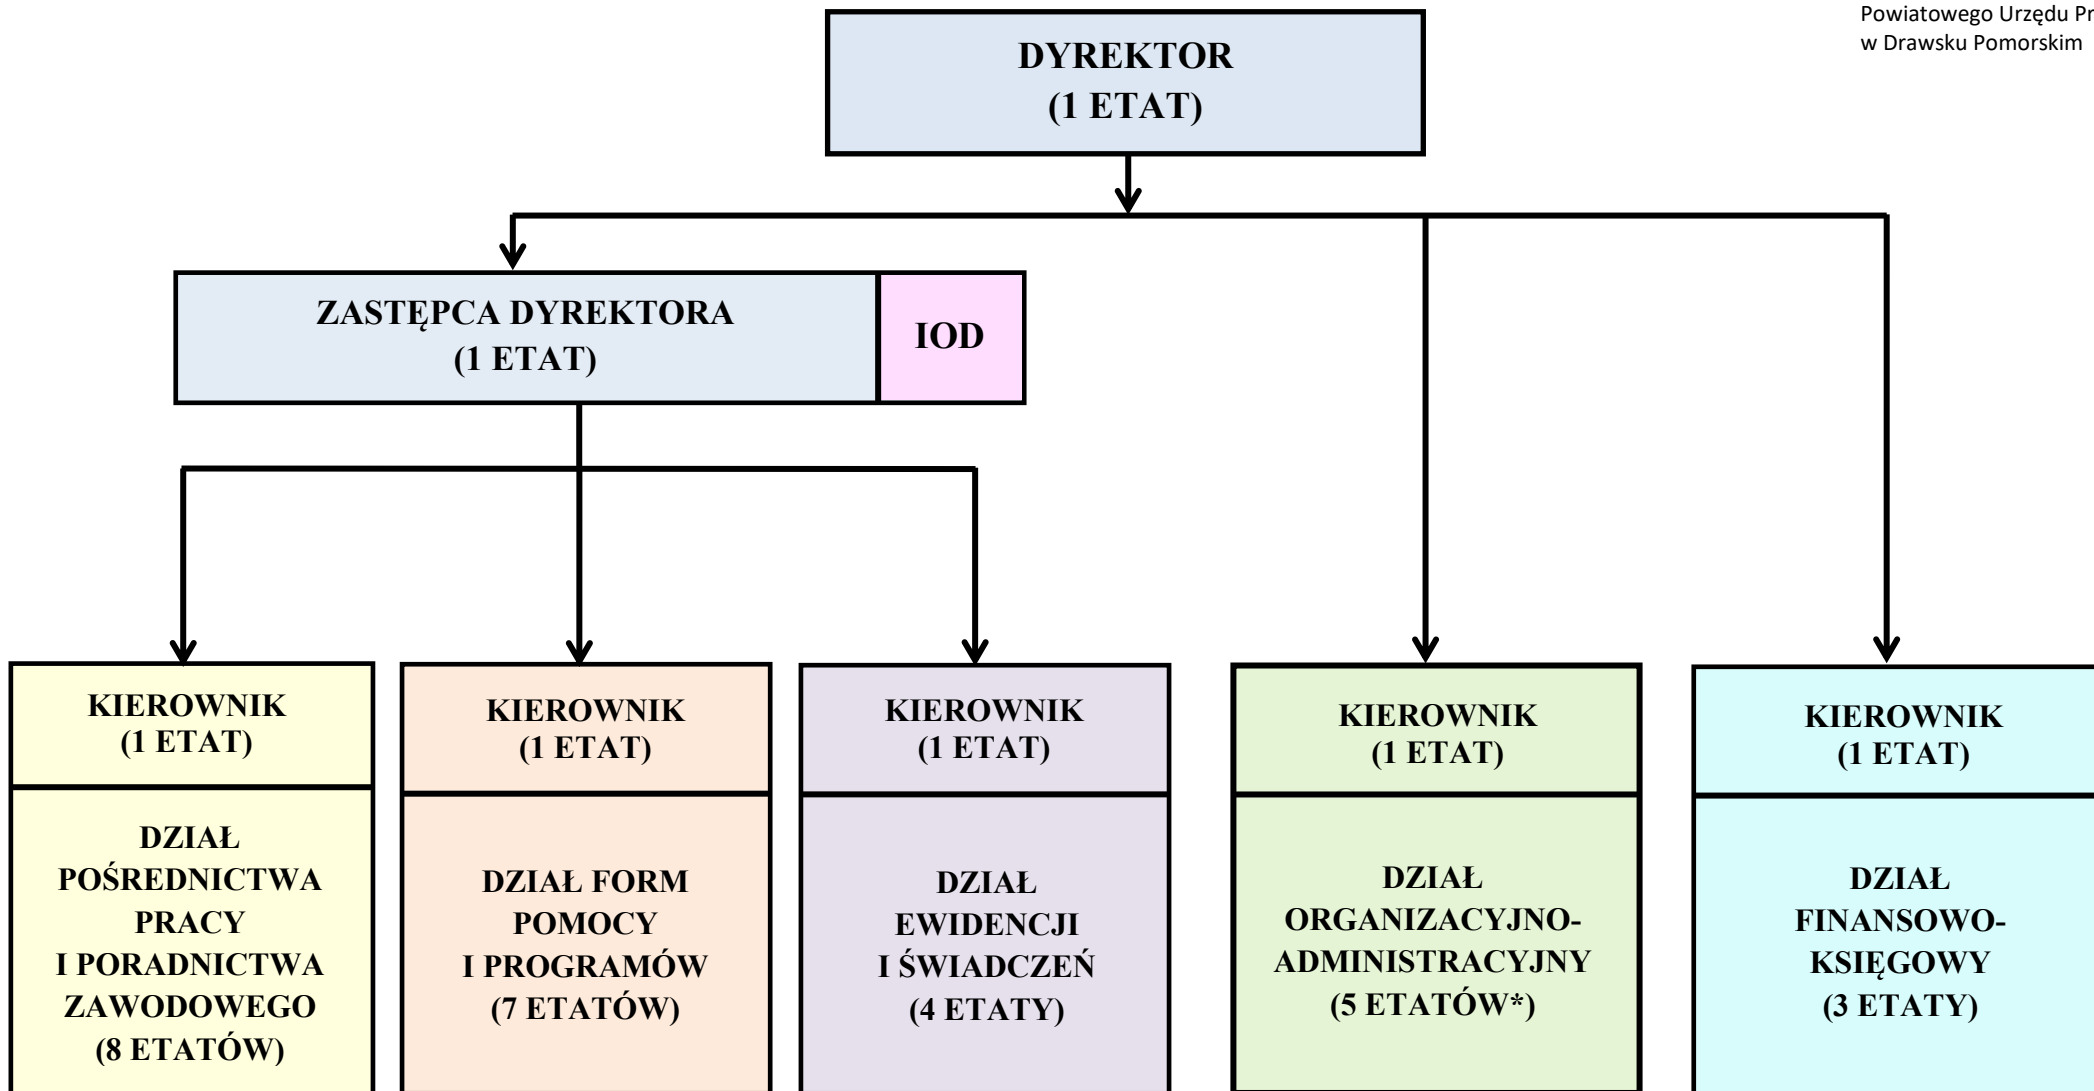 Powiatowego Urzędu
w Drawsku Pomorskim
DYREKTOR
(1 ETAT)
ZASTĘPCA DYREKTORA
(1 ETAT)
IOD
KIEROWNIK
(1 ETAT)
DZIAŁ
POŚREDNICTWA
PRACY
I PORADNICTWA
ZAWODOWEGO
(8 ETATÓW)
KIEROWNIK
(1 ETAT)
DZIAŁ FORM
POMOCY
I PROGRAMÓW
(7 ETATÓW)
KIEROWNIK
(1 ETAT)
DZIAŁ
EWIDENCJI
I ŚWIADCZEŃ
(4 ETATY)
KIEROWNIK
(1 ETAT)
DZIAŁ
ORGANIZACYJNO-
ADMINISTRACYJNY
(5 ETATÓW*)
KIEROWNIK
(1 ETAT)
DZIAŁ
FINANSOWO-
KSIĘGOWY
(3 ETATY)